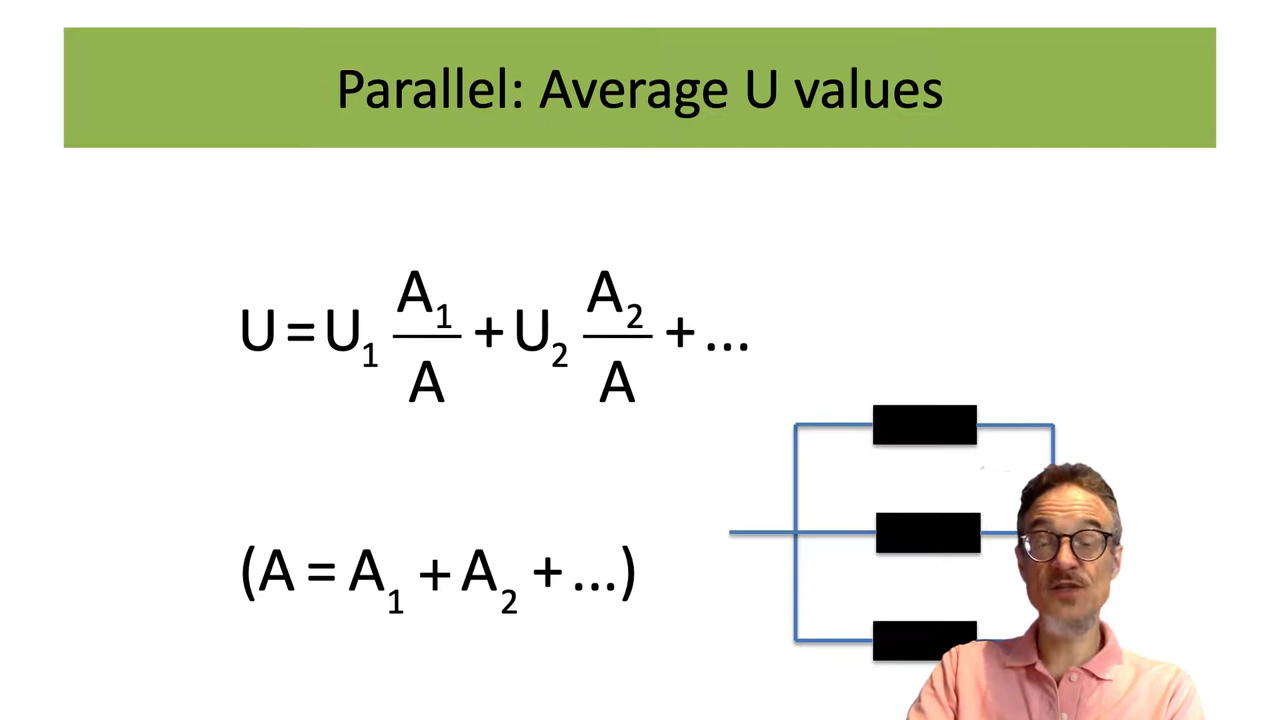 Parallel: Average U values
U = U₁ A₁/A + U₂ A₂/A + ...
(A = A₁ + A₂ + ...)